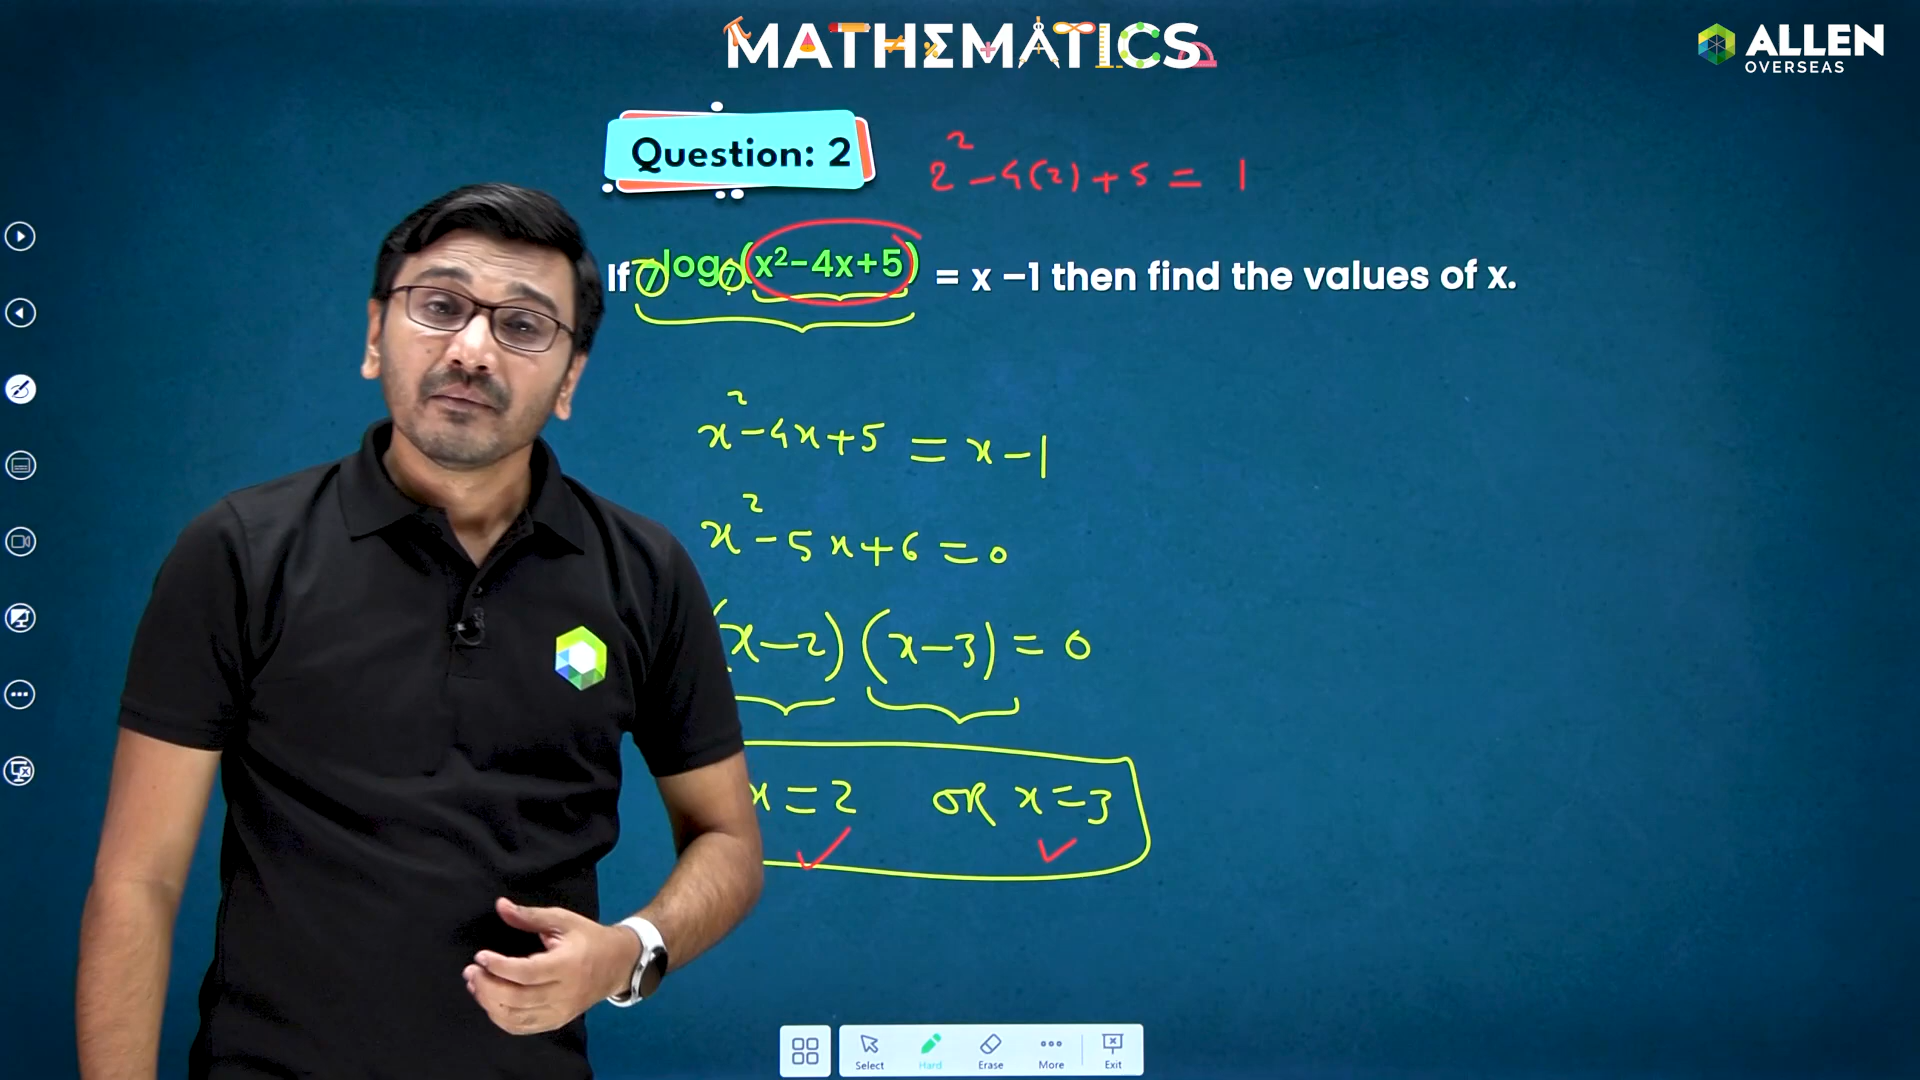 MATHΣMATICS
ALLEN
OVERSEAS
Question: 2
2² - 4(2) + 5 = 1
If 7^log₇(x²-4x+5) = x -1 then find the values of x.
x² - 4x + 5 = x - 1
x² - 5x + 6 = 0
(x - 2) (x - 3) = 0
x = 2 OR x = 3
Select Hard Erase More Exit